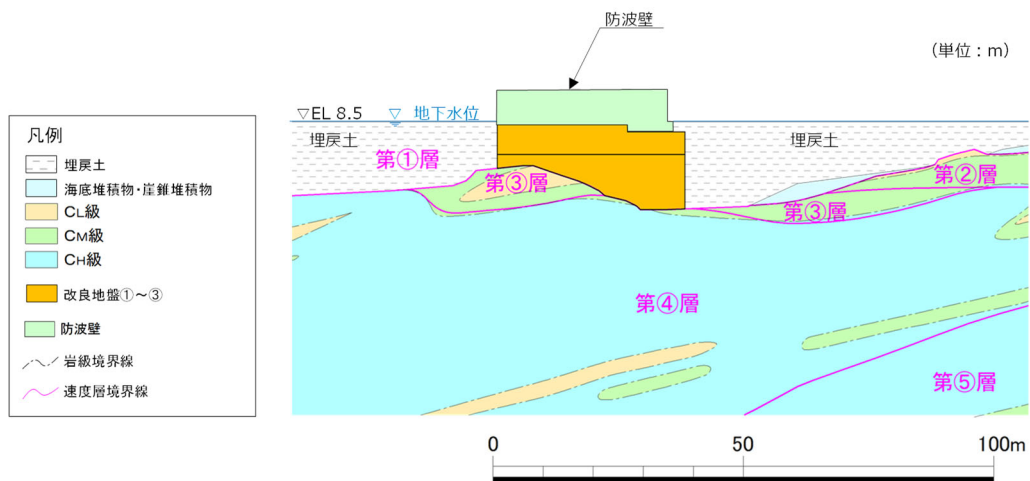 防波壁
(単位：m)
▽EL 8.5 ▽ 地下水位
埋戻土
埋戻土
第①層
第②層
第③層
第③層
第④層
第⑤層
凡例
埋戻土
海底堆積物・崖錐堆積物
CL級
CM級
CH級
改良地盤①～③
防波壁
岩級境界線
速度層境界線
0 50 100m